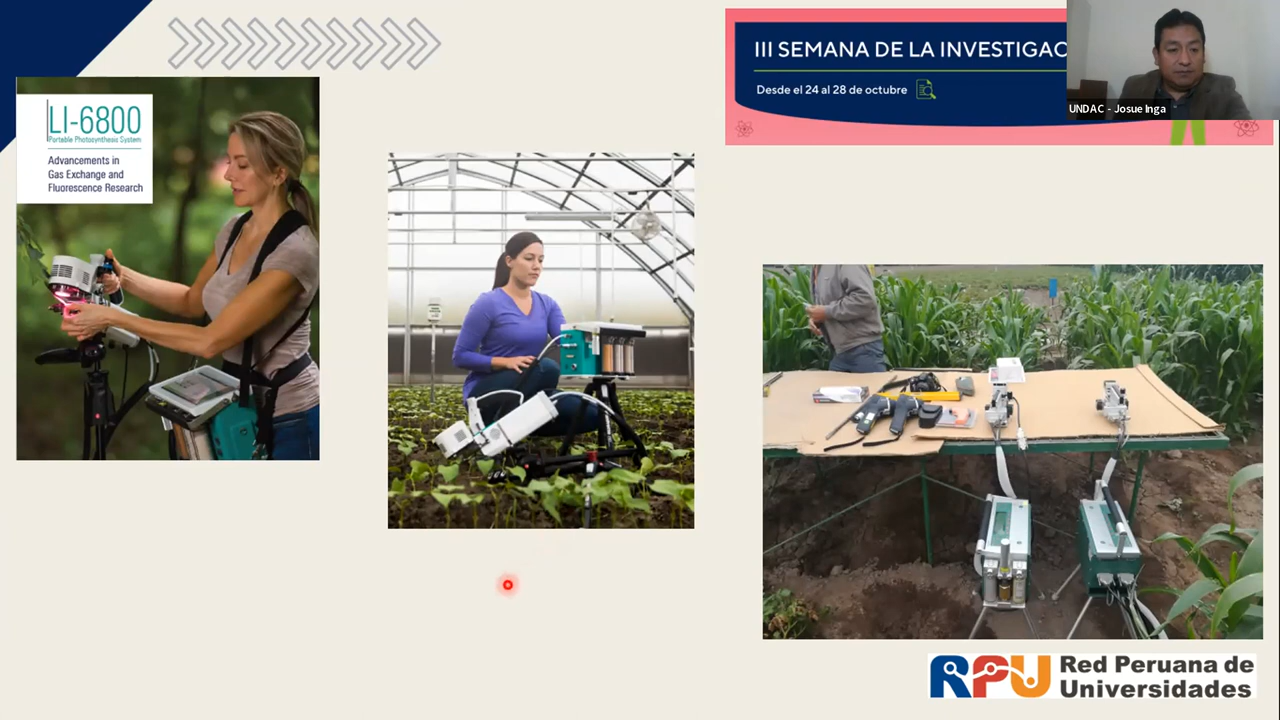 LI-6800
Portable Photosynthesis System
Advancements in
Gas Exchange and
Fluorescence Research
III SEMANA DE LA INVESTIGAC
Desde el 24 al 28 de octubre
UNDAC - Josue Inga
RPU
Red Peruana de
Universidades